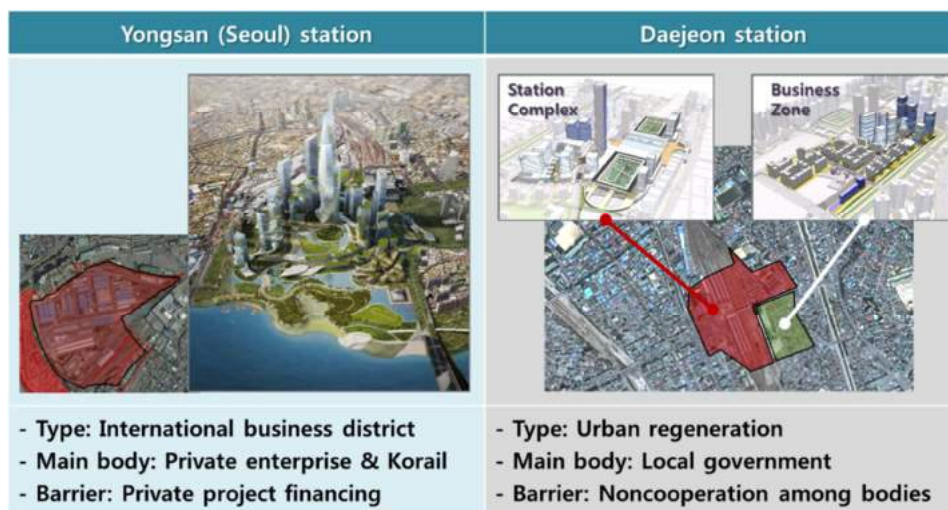 Yongsan (Seoul) station
Daejeon station
Station
Complex
Business
Zone
- Type: International business district
- Main body: Private enterprise & Korail
- Barrier: Private project financing
- Type: Urban regeneration
- Main body: Local government
- Barrier: Noncooperation among bodies